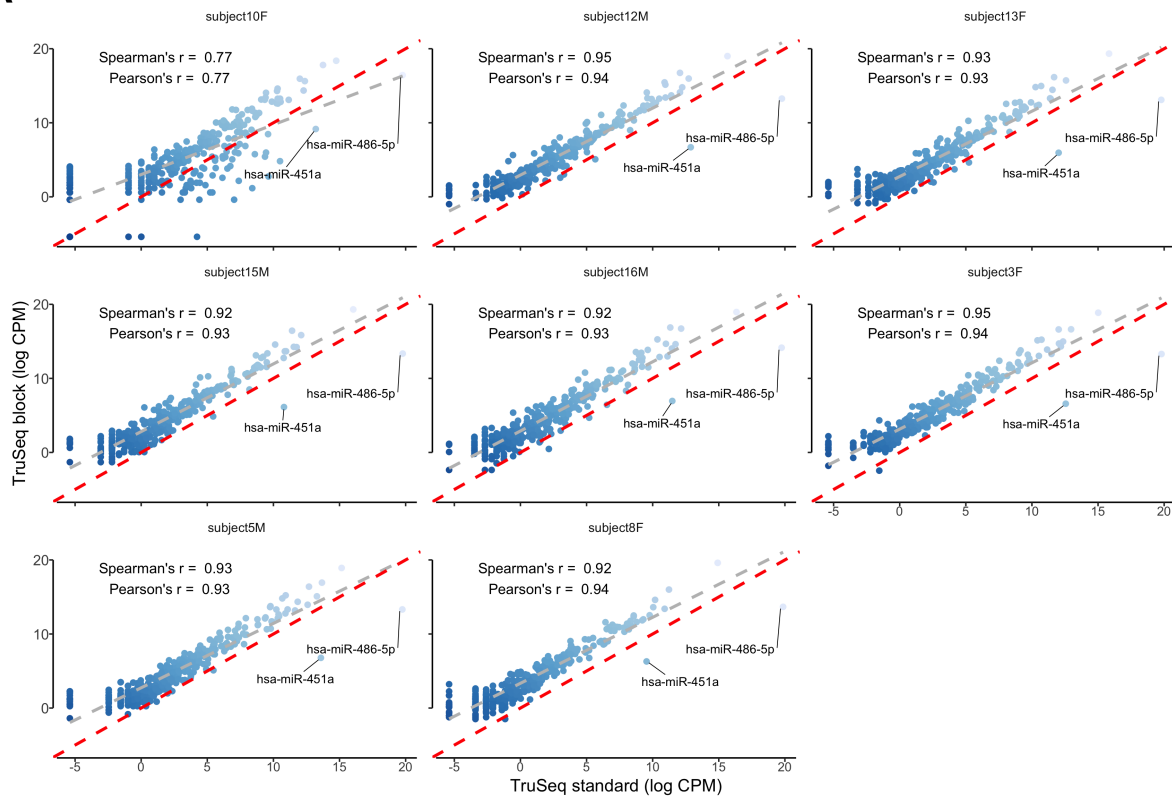 subject10F
subject12M
subject13F
Spearman's r = 0.77
Pearson's r = 0.77
hsa-miR-486-5p
hsa-miR-451a
20
10
0
Spearman's r = 0.95
Pearson's r = 0.94
hsa-miR-486-5p
hsa-miR-451a
Spearman's r = 0.93
Pearson's r = 0.93
hsa-miR-486-5p
hsa-miR-451a
subject15M
subject16M
subject3F
TruSeq block (log CPM)
20
10
0
Spearman's r = 0.92
Pearson's r = 0.93
hsa-miR-486-5p
hsa-miR-451a
Spearman's r = 0.92
Pearson's r = 0.93
hsa-miR-486-5p
hsa-miR-451a
Spearman's r = 0.95
Pearson's r = 0.94
hsa-miR-486-5p
hsa-miR-451a
-5 0 5 10 15 20
subject5M
subject8F
20
10
0
Spearman's r = 0.93
Pearson's r = 0.93
hsa-miR-486-5p
hsa-miR-451a
-5 0 5 10 15 20
Spearman's r = 0.92
Pearson's r = 0.94
hsa-miR-486-5p
hsa-miR-451a
-5 0 5 10 15 20
TruSeq standard (log CPM)